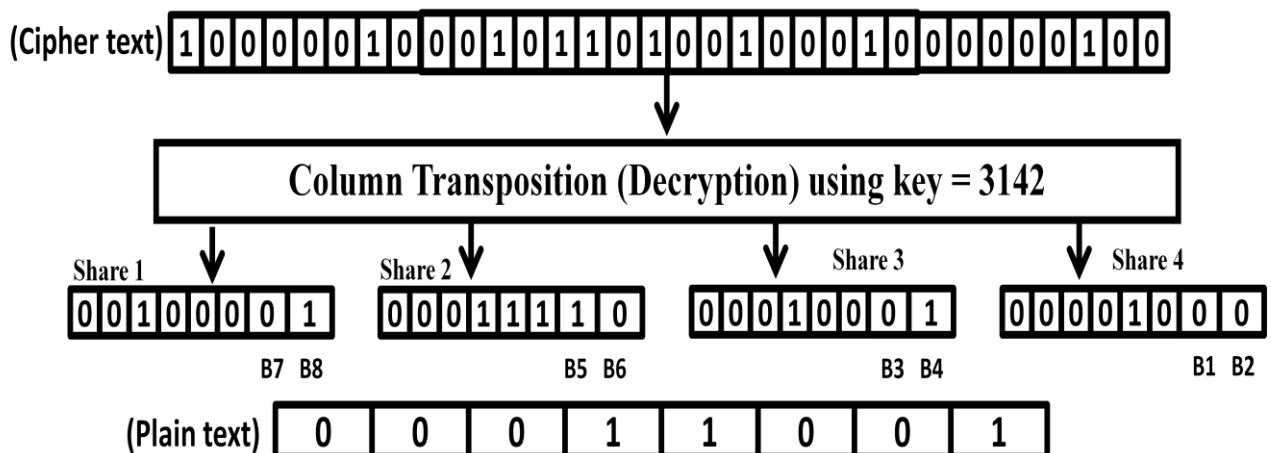 (Cipher text) 1 0 0 0 0 0 1 0 0 0 1 0 1 1 0 1 0 0 1 0 0 0 1 0 0 0 0 0 0 1 0 0
Column Transposition (Decryption) using key = 3142
Share 1 Share 2 Share 3 Share 4
0 0 1 0 0 0 0 1 0 0 0 1 1 1 1 0 0 0 0 1 0 0 0 1 0 0 0 0 1 0 0 0
B7 B8 B5 B6 B3 B4 B1 B2
(Plain text) 0 0 0 1 1 0 0 1